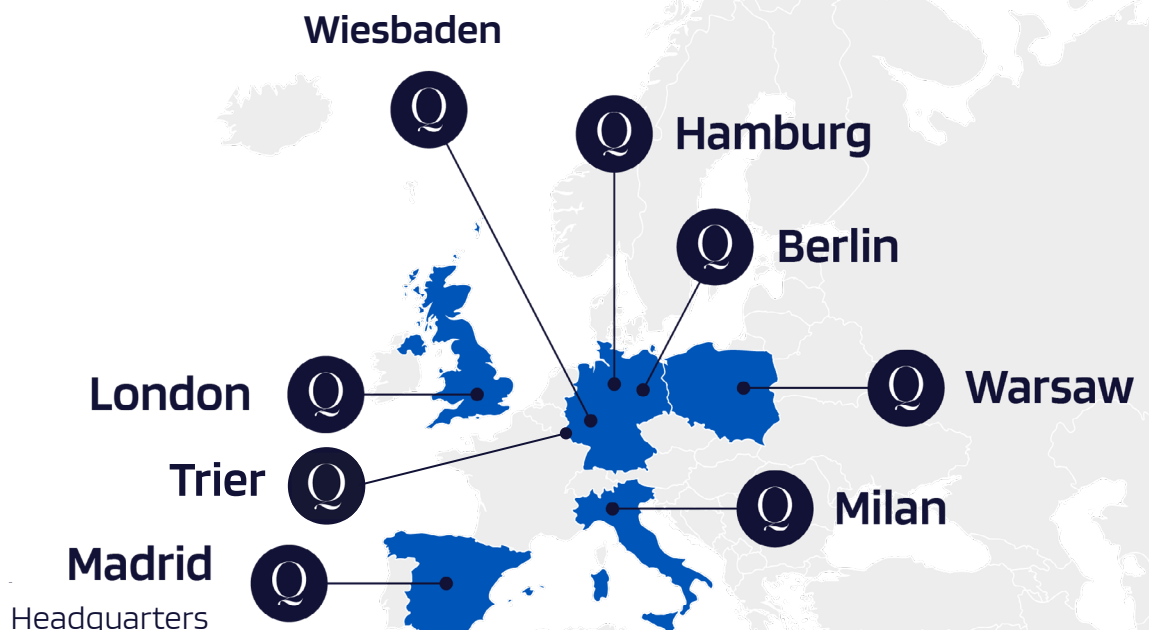 Wiesbaden
Q
Q Hamburg
Q Berlin
London Q
Q Warsaw
Trier Q
Q Milan
Madrid Q
Headquarters